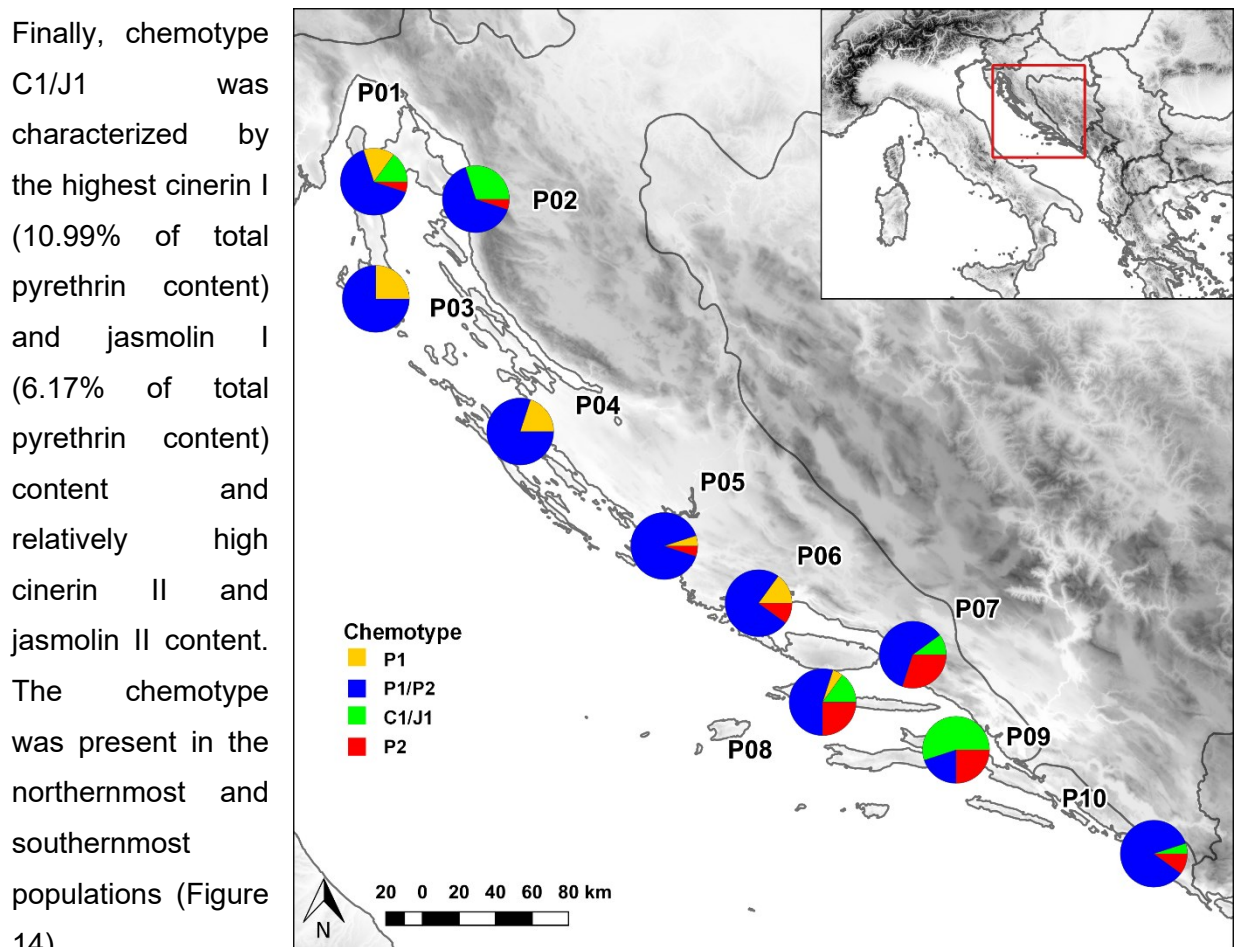 Finally, chemotype
C1/J1 was
characterized by
the highest cinerin I
(10.99% of total
pyrethrin content)
and jasmolin I
(6.17% of total
pyrethrin content)
content and
relatively high
cinerin II and
jasmolin II content.
The chemotype
was present in the
northernmost and
southernmost
populations (Figure
14)
P01
P02
P03
P04
P05
P06
P07
P08
P09
P10
Chemotype
P1
P1/P2
C1/J1
P2
20 0 20 40 60 80 km
N